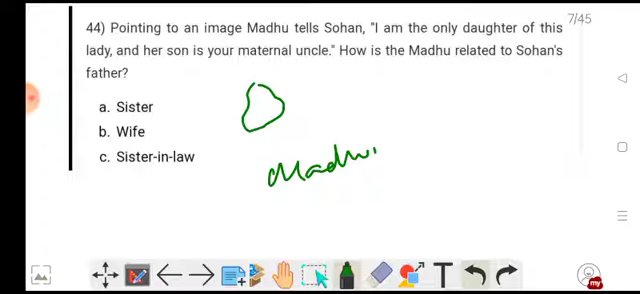 7/45
44) Pointing to an image Madhu tells Sohan, "I am the only daughter of this
lady, and her son is your maternal uncle." How is the Madhu related to Sohan's
father?
a. Sister
b. Wife
c. Sister-in-law
Madhu
T
my